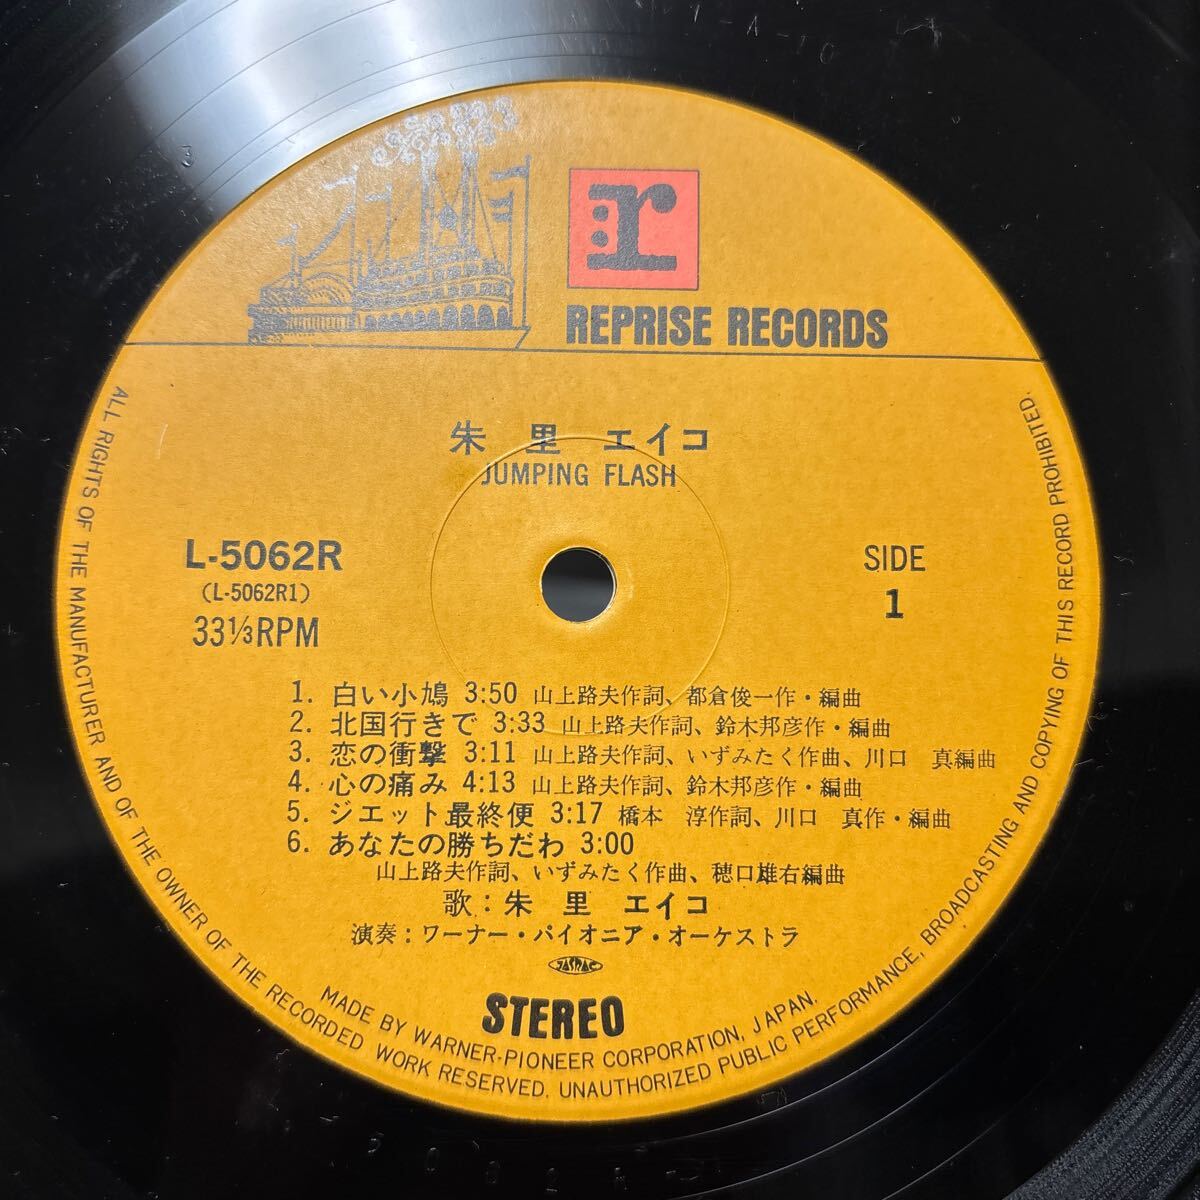 r
REPRISE RECORDS
朱 里 エイコ
JUMPING FLASH
L-5062R
(L-5062R1)
33⅓RPM
SIDE
1
1. 白い小鳩 3:50 山上路夫作詞、都倉俊一作・編曲
2. 北国行きで 3:33 山上路夫作詞、鈴木邦彦作・編曲
3. 恋の衝撃 3:11 山上路夫作詞、いずみたく作曲、川口 真編曲
4. 心の痛み 4:13 山上路夫作詞、鈴木邦彦作・編曲
5. ジェット最終便 3:17 橋本 淳作詞、川口 真作・編曲
6. あなたの勝ちだわ 3:00
山上路夫作詞、いずみたく作曲、穂口雄右編曲
歌：朱 里 エイコ
演奏：ワーナー・パイオニア・オーケストラ
JASRAC
STEREO
MADE BY WARNER-PIONEER CORPORATION, JAPAN.
ALL RIGHTS OF THE MANUFACTURER AND OF THE OWNER OF THE RECORDED WORK RESERVED. UNAUTHORIZED PUBLIC PERFORMANCE, BROADCASTING AND COPYING OF THIS RECORD PROHIBITED.